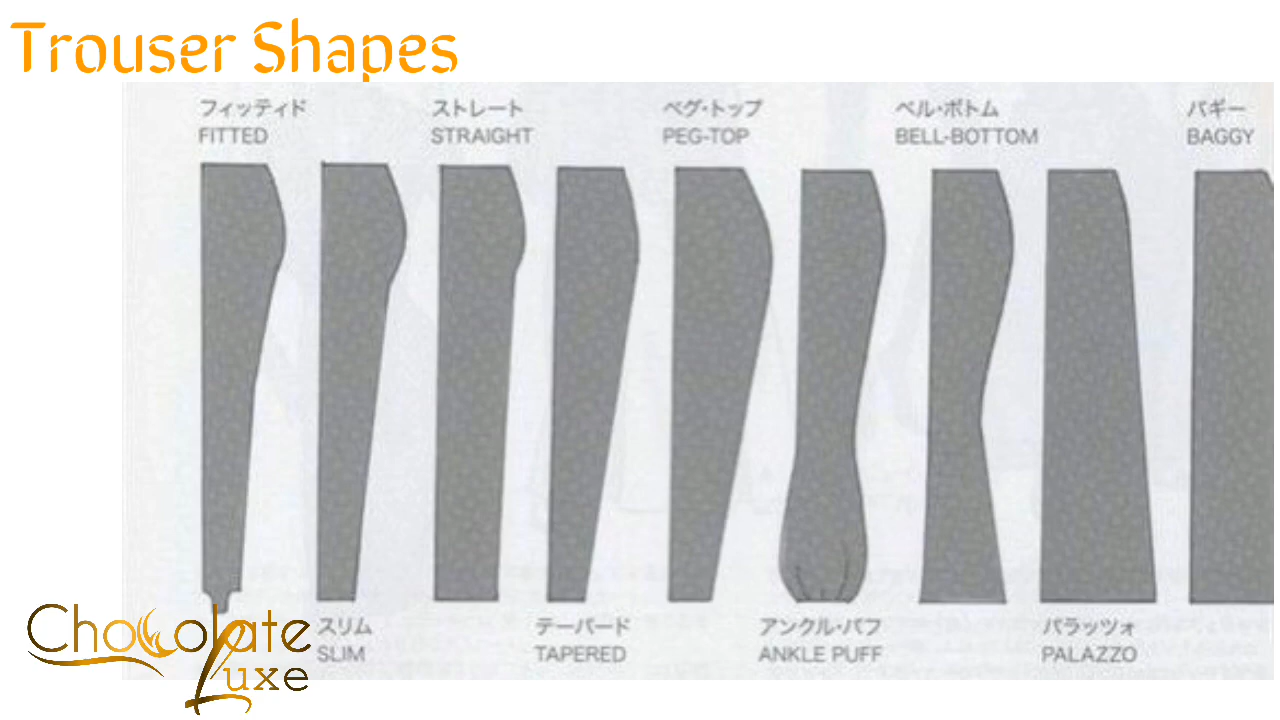 Trouser Shapes
フィッティド
FITTED
ストレート
STRAIGHT
ペグ・トップ
PEG-TOP
ベル・ボトム
BELL-BOTTOM
バギー
BAGGY
スリム
SLIM
テーパード
TAPERED
アンクル・パフ
ANKLE PUFF
パラッツォ
PALAZZO
Chocolate
Luxe